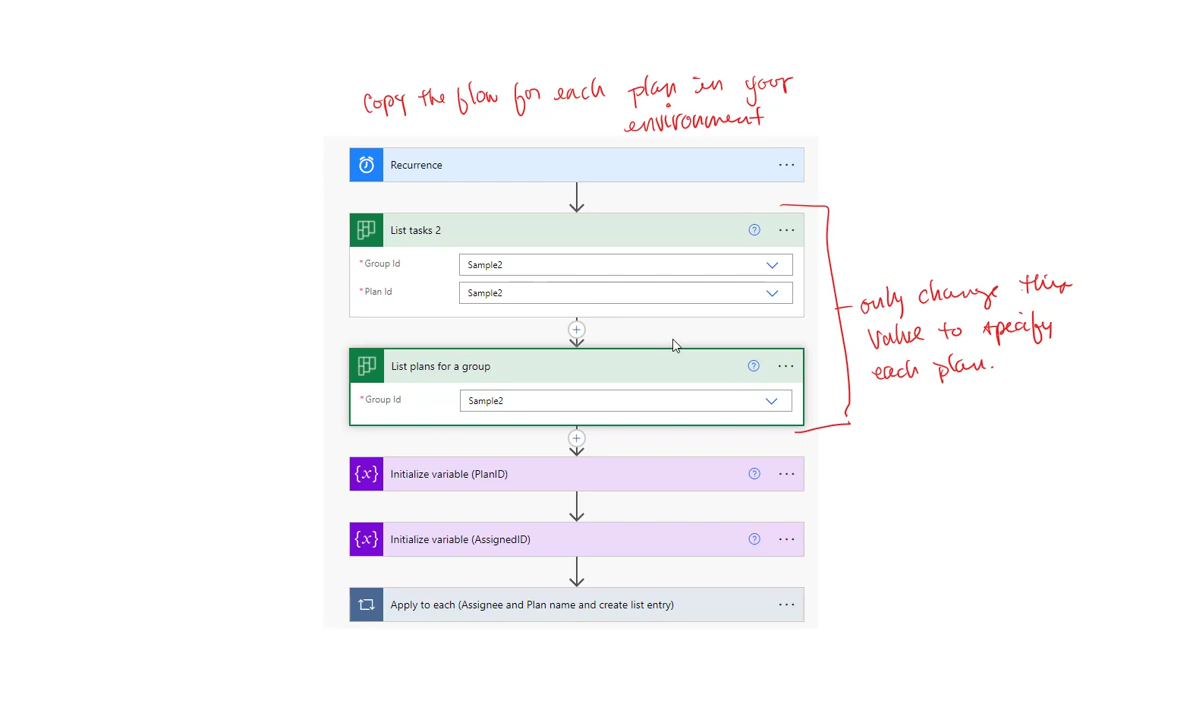 Copy the flow for each plan in your
environment
Recurrence
List tasks 2
* Group Id
Sample2
* Plan Id
Sample2
List plans for a group
* Group Id
Sample2
only change this
value to specify
each plan.
{x} Initialize variable (PlanID)
{x} Initialize variable (AssignedID)
Apply to each (Assignee and Plan name and create list entry)